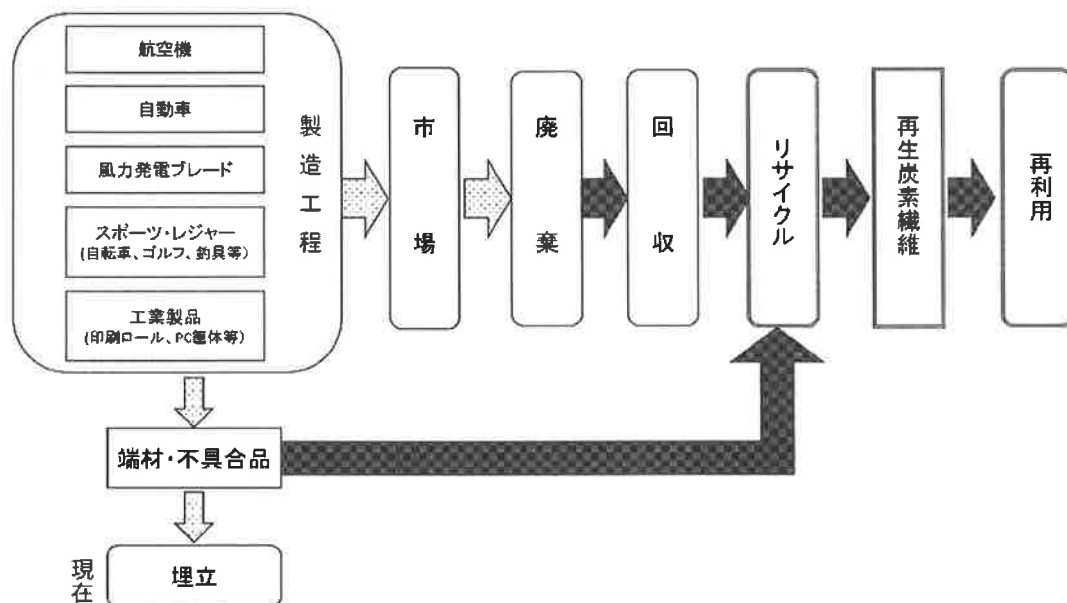 航空機
自動車
風力発電ブレード
スポーツ・レジャー
(自転車、ゴルフ、釣具等)
工業製品
(印刷ロール、PC筐体等)
製造工程
市場
廃棄
回収
リサイクル
再生炭素繊維
再利用
端材・不具合品
現在
埋立